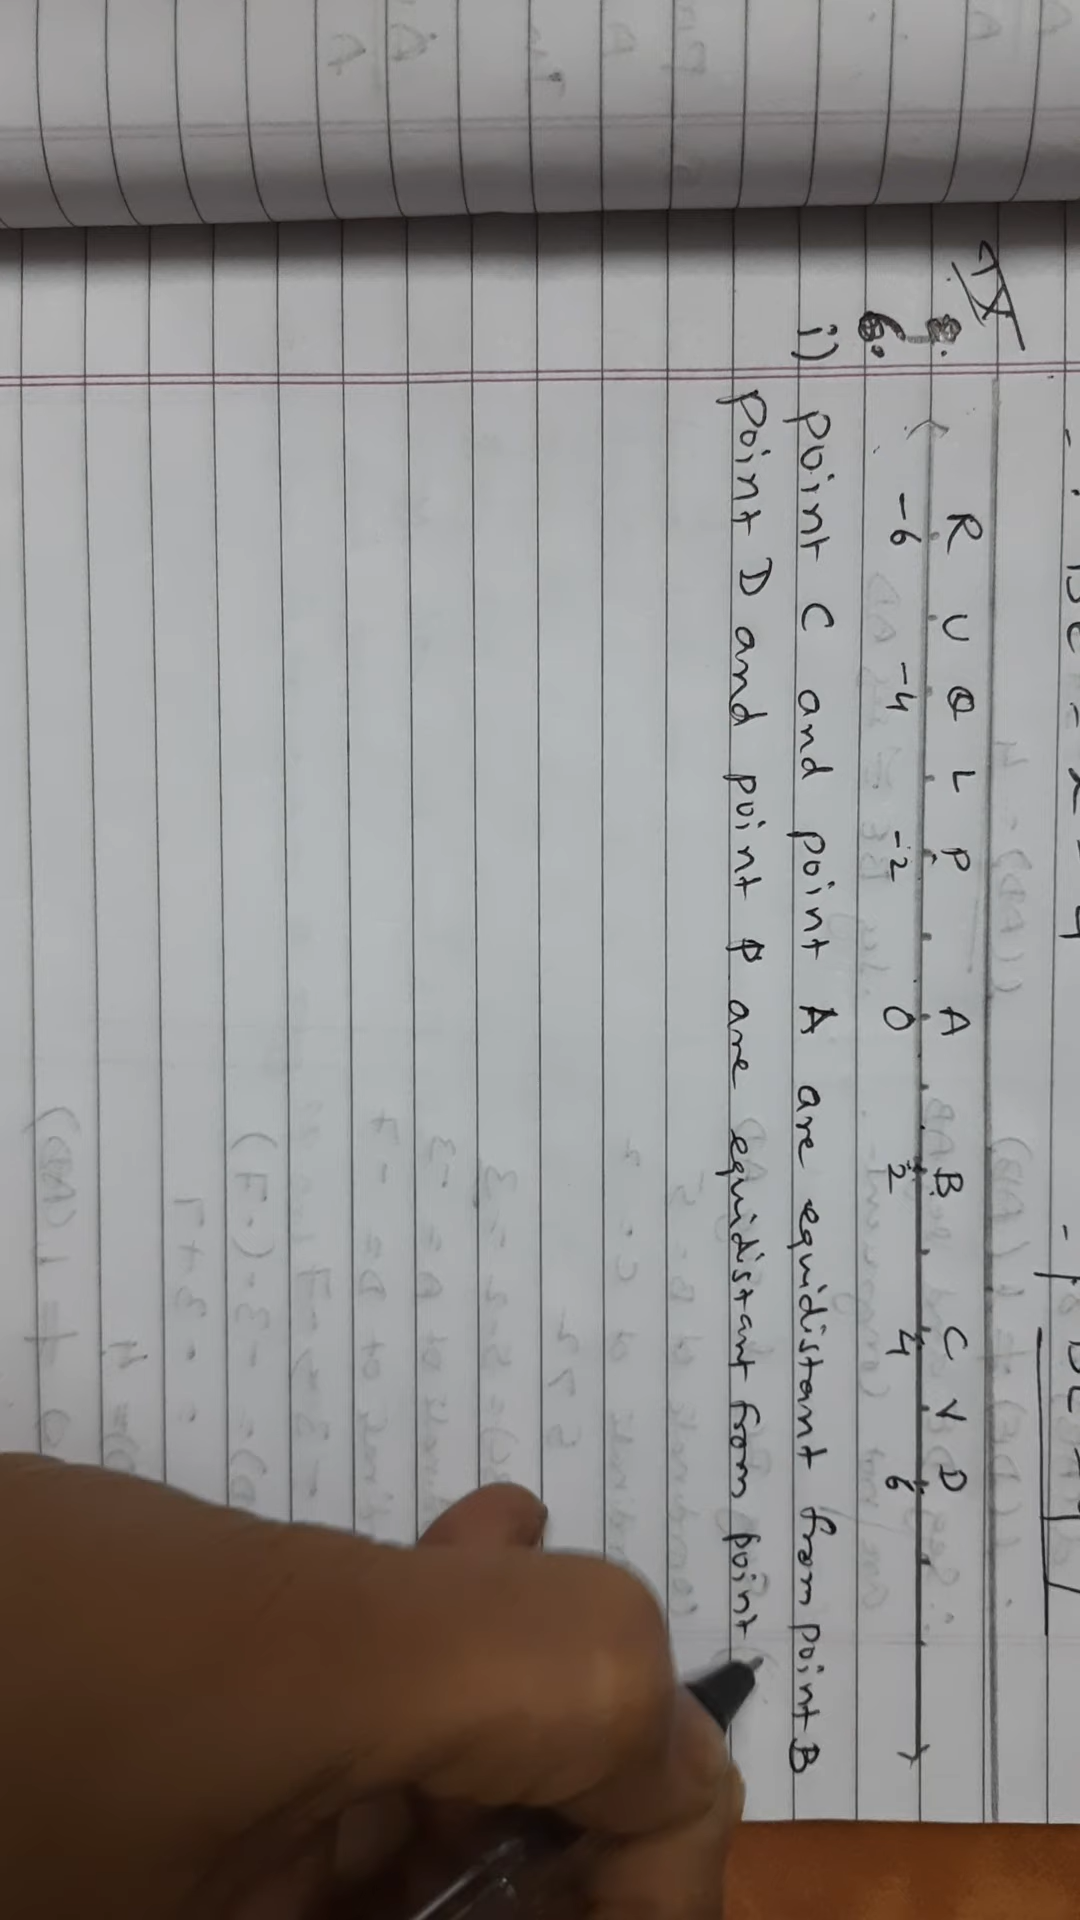 IX
R U Q L P A B C V D
-6 -4 -2 0 2 4 6
i) point C and point A are equidistant from point B
point D and point P are equidistant from point